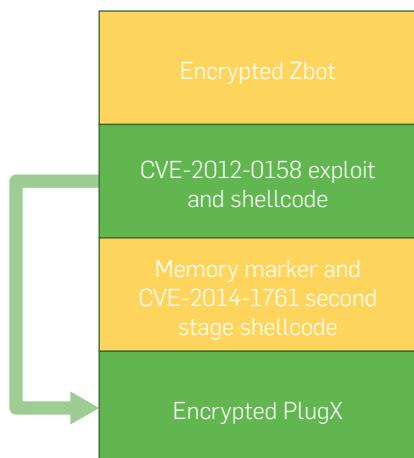 Encrypted Zbot
CVE-2012-0158 exploit
and shellcode
Memory marker and
CVE-2014-1761 second
stage shellcode
Encrypted PlugX